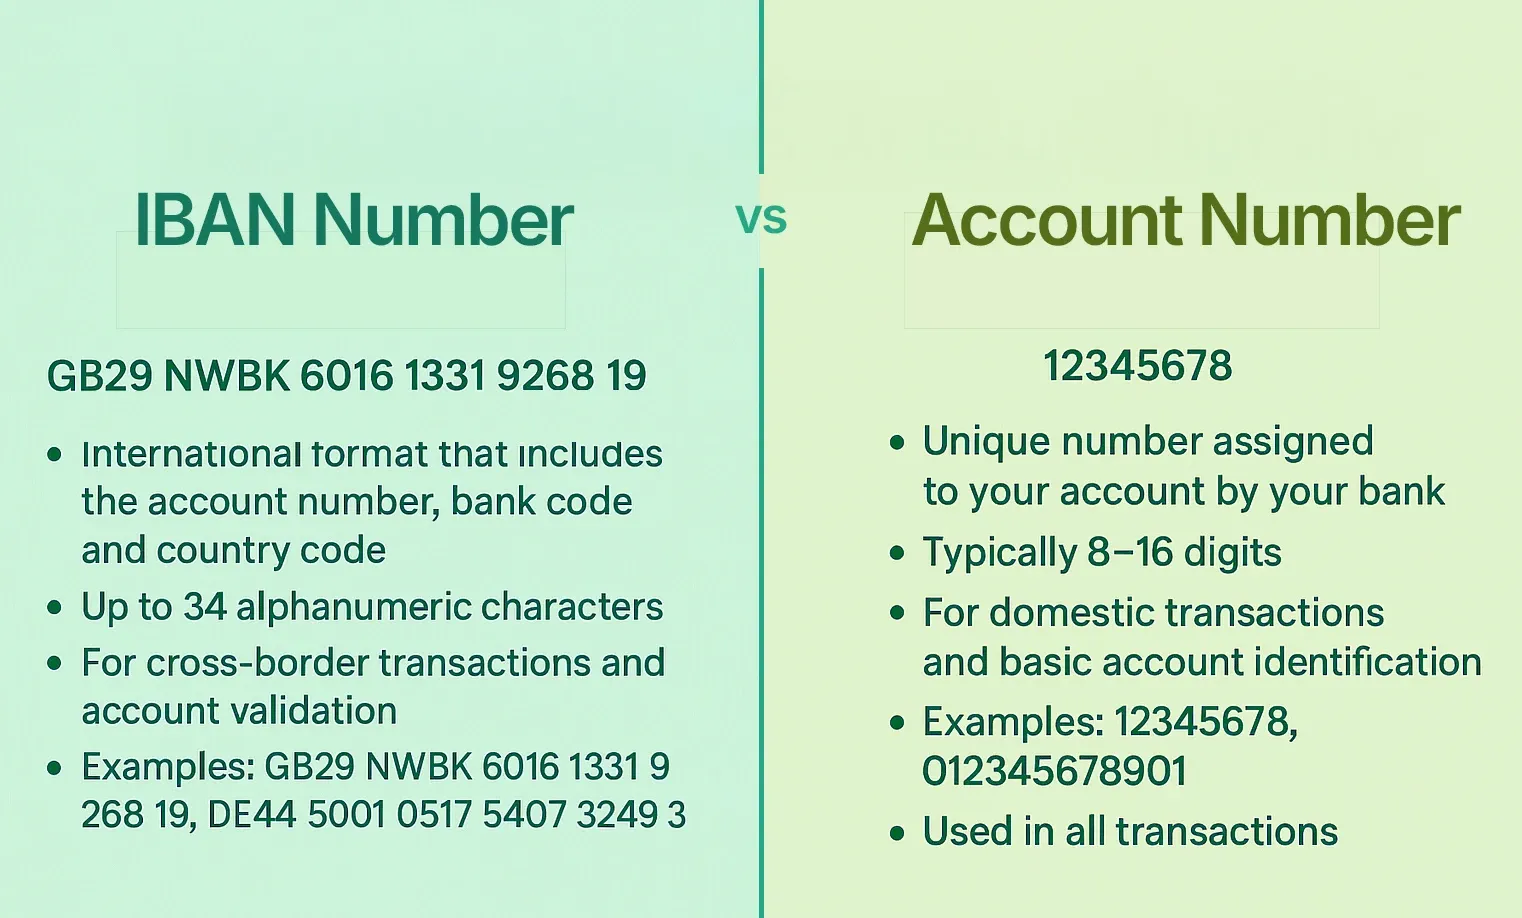 IBAN Number
vs
Account Number
GB29 NWBK 6016 1331 9268 19
• International format that includes
the account number, bank code
and country code
• Up to 34 alphanumeric characters
• For cross-border transactions and
account validation
• Examples: GB29 NWBK 6016 1331 9
268 19, DE44 5001 0517 5407 3249 3
12345678
• Unique number assigned
to your account by your bank
• Typically 8–16 digits
• For domestic transactions
and basic account identification
• Examples: 12345678,
012345678901
• Used in all transactions